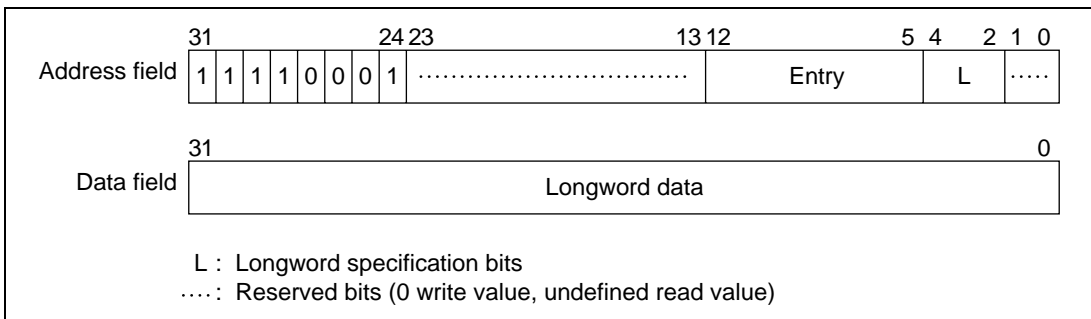 31 24 23 13 12 5 4 2 1 0
Address field 1 1 1 1 0 0 0 1 Entry L
31 0
Data field Longword data
L : Longword specification bits
···· : Reserved bits (0 write value, undefined read value)